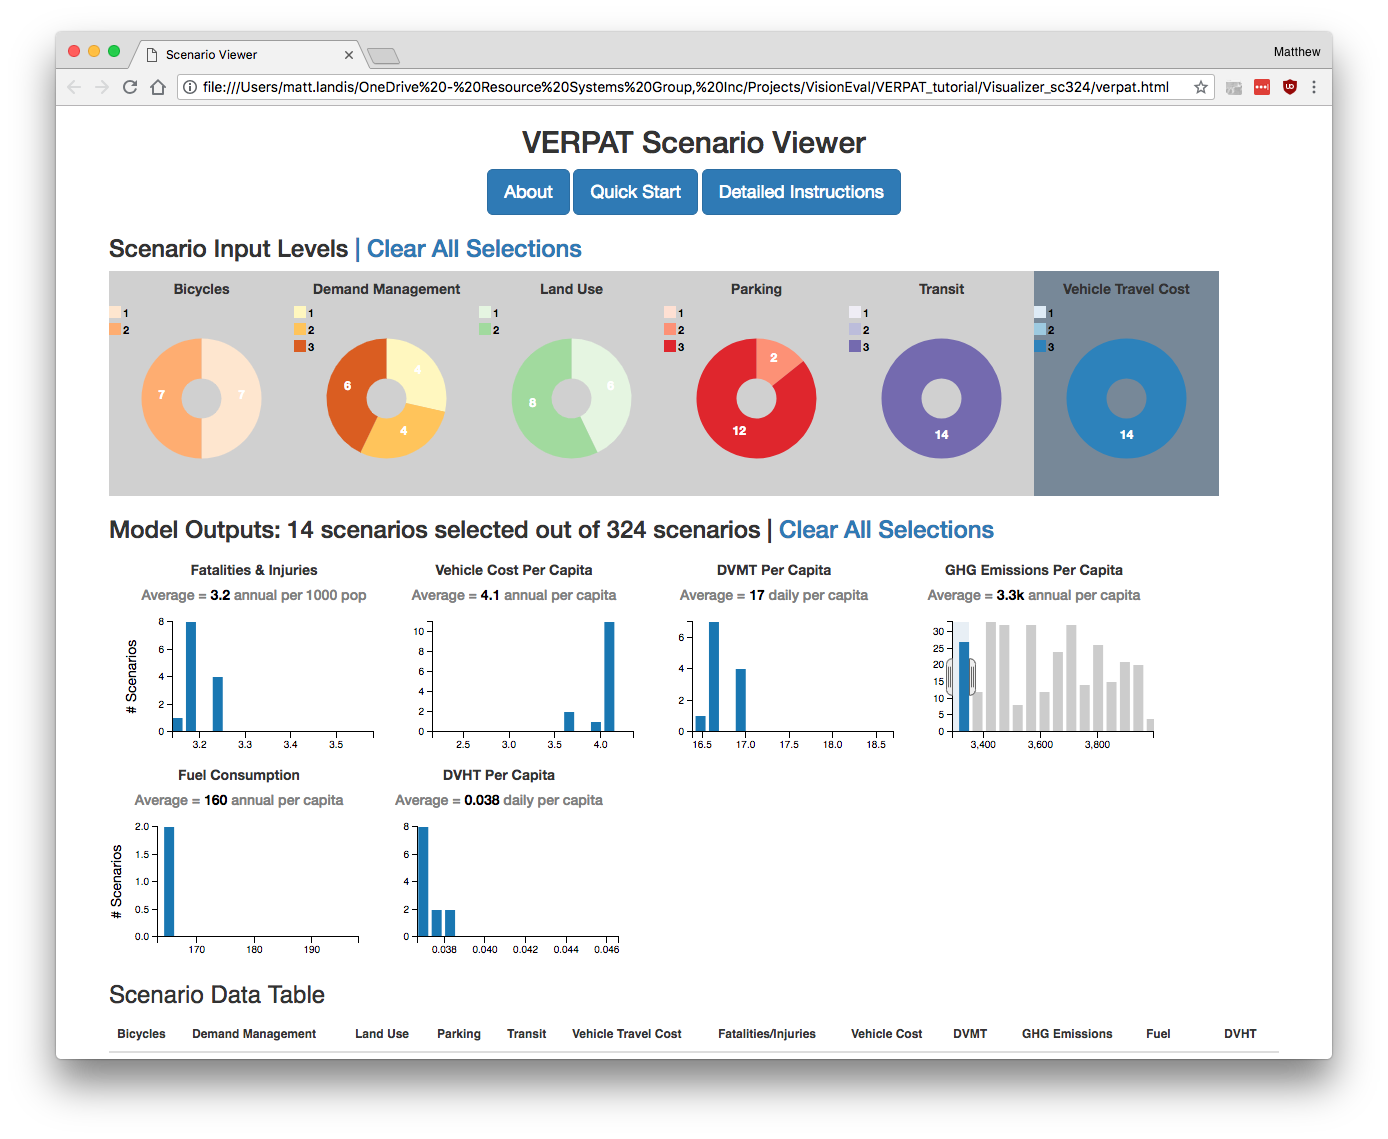 Scenario Viewer
Matthew
file:///Users/matt.landis/OneDrive%20-%20Resource%20Systems%20Group,%20Inc/Projects/VisionEval/VERPAT_tutorial/Visualizer_sc324/verpat.html
VERPAT Scenario Viewer
About Quick Start Detailed Instructions
Scenario Input Levels | Clear All Selections
Bicycles
1
2
7
7
Demand Management
1
2
3
6
4
4
Land Use
1
2
8
6
Parking
1
2
3
2
12
Transit
1
2
3
14
Vehicle Travel Cost
1
2
3
14
Model Outputs: 14 scenarios selected out of 324 scenarios | Clear All Selections
Fatalities & Injuries
Average = 3.2 annual per 1000 pop
# Scenarios
8
6
4
2
0
3.2 3.3 3.4 3.5
Vehicle Cost Per Capita
Average = 4.1 annual per capita
10
8
6
4
2
0
2.5 3.0 3.5 4.0
DVMT Per Capita
Average = 17 daily per capita
6
4
2
0
16.5 17.0 17.5 18.0 18.5
GHG Emissions Per Capita
Average = 3.3k annual per capita
30
25
20
15
10
5
0
3,400 3,600 3,800
Fuel Consumption
Average = 160 annual per capita
# Scenarios
2.0
1.5
1.0
0.5
0.0
170 180 190
DVHT Per Capita
Average = 0.038 daily per capita
8
6
4
2
0
0.038 0.040 0.042 0.044 0.046
Scenario Data Table
Bicycles Demand Management Land Use Parking Transit Vehicle Travel Cost Fatalities/Injuries Vehicle Cost DVMT GHG Emissions Fuel DVHT